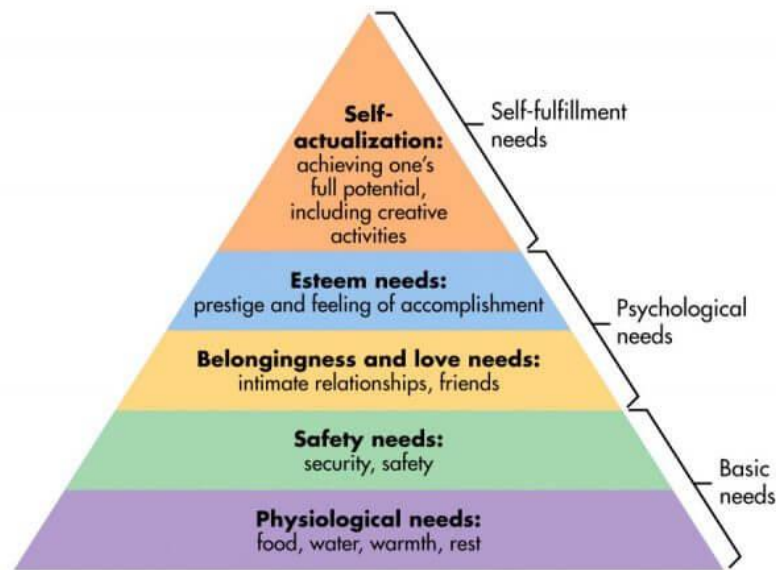 Self-
actualization:
achieving one's
full potential,
including creative
activities
Self-fulfillment
needs
Esteem needs:
prestige and feeling of accomplishment
Psychological
needs
Belongingness and love needs:
intimate relationships, friends
Safety needs:
security, safety
Basic
needs
Physiological needs:
food, water, warmth, rest